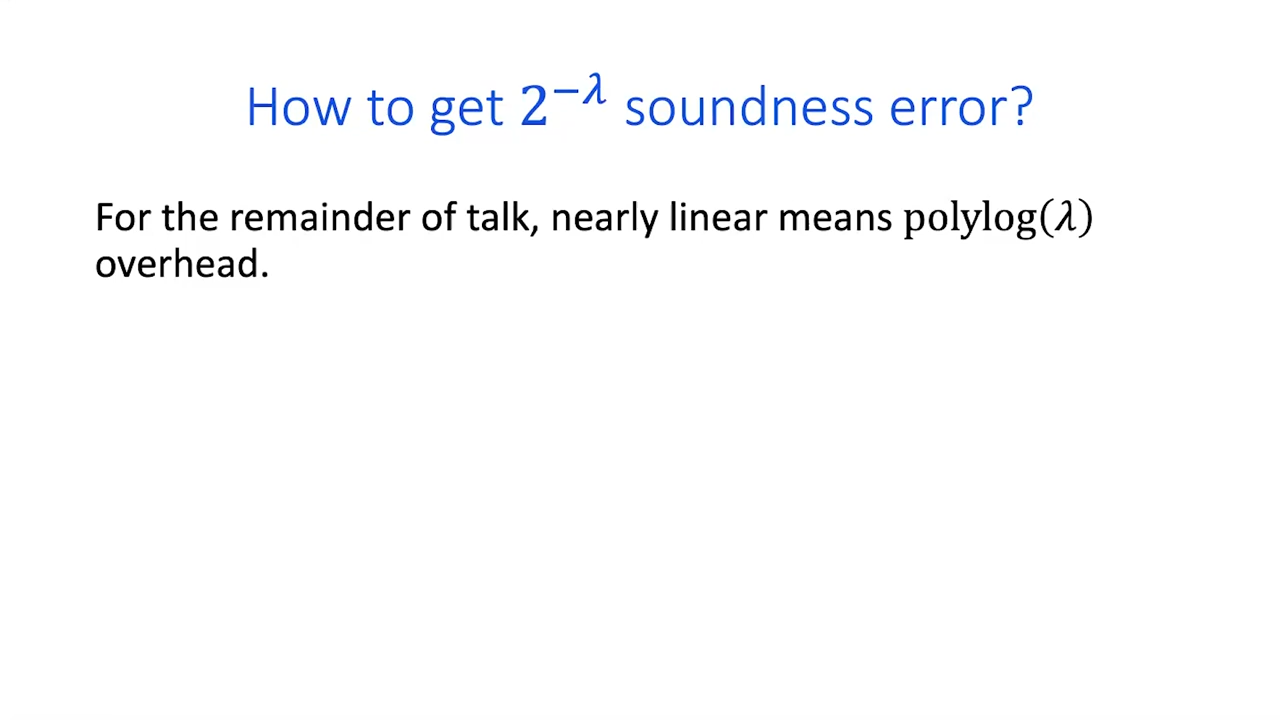 How to get 2^{−λ} soundness error?
For the remainder of talk, nearly linear means polylog(λ)
overhead.